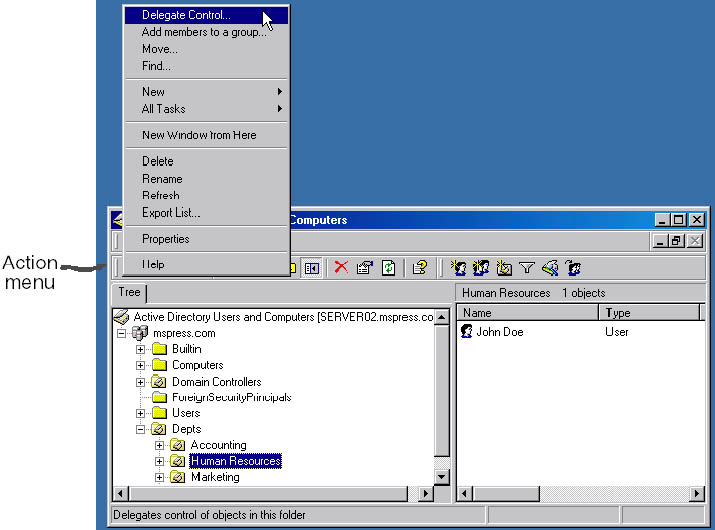 Delegate Control...
Add members to a group...
Move...
Find...
New
All Tasks
New Window from Here
Delete
Rename
Refresh
Export List...
Properties
Help
Computers
Action
menu
Tree
Human Resources 1 objects
Name Type
John Doe User
Active Directory Users and Computers [SERVER02.mspress.co
mspress.com
Builtin
Computers
Domain Controllers
ForeignSecurityPrincipals
Users
Depts
Accounting
Human Resources
Marketing
Delegates control of objects in this folder